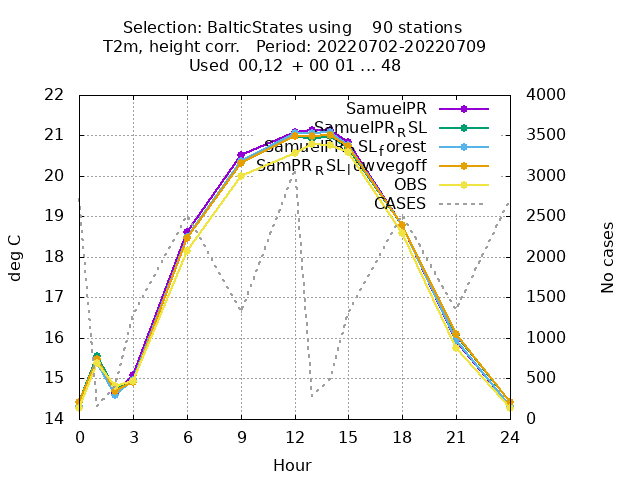 Selection: BalticStates using    90 stations
T2m, height corr.   Period: 20220702-20220709
Used  00,12  + 00 01 ... 48
22
21
20
19
18
17
16
15
14
4000
3500
3000
2500
2000
1500
1000
500
0
0 3 6 9 12 15 18 21 24
deg C
No cases
Hour
SamuelPR
SamuelPR_RSL
SamuelPR_RSL_forest
SamPR_RSL_lowvegoff
OBS
CASES